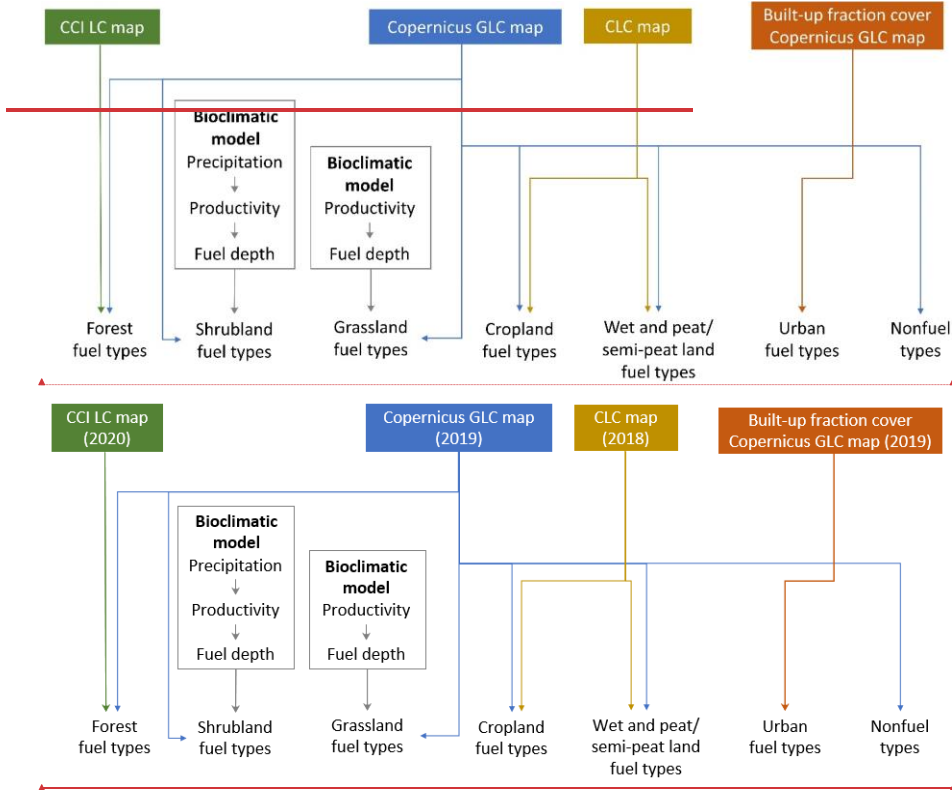 CCI LC map
Copernicus GLC map
CLC map
Built-up fraction cover
Copernicus GLC map
Bioclimatic
model
Precipitation
Productivity
Fuel depth
Bioclimatic
model
Productivity
Fuel depth
Forest
fuel types
Shrubland
fuel types
Grassland
fuel types
Cropland
fuel types
Wet and peat/
semi-peat land
fuel types
Urban
fuel types
Nonfuel
types
CCI LC map
(2020)
Copernicus GLC map
(2019)
CLC map
(2018)
Built-up fraction cover
Copernicus GLC map (2019)
Bioclimatic
model
Precipitation
Productivity
Fuel depth
Bioclimatic
model
Productivity
Fuel depth
Forest
fuel types
Shrubland
fuel types
Grassland
fuel types
Cropland
fuel types
Wet and peat/
semi-peat land
fuel types
Urban
fuel types
Nonfuel
types